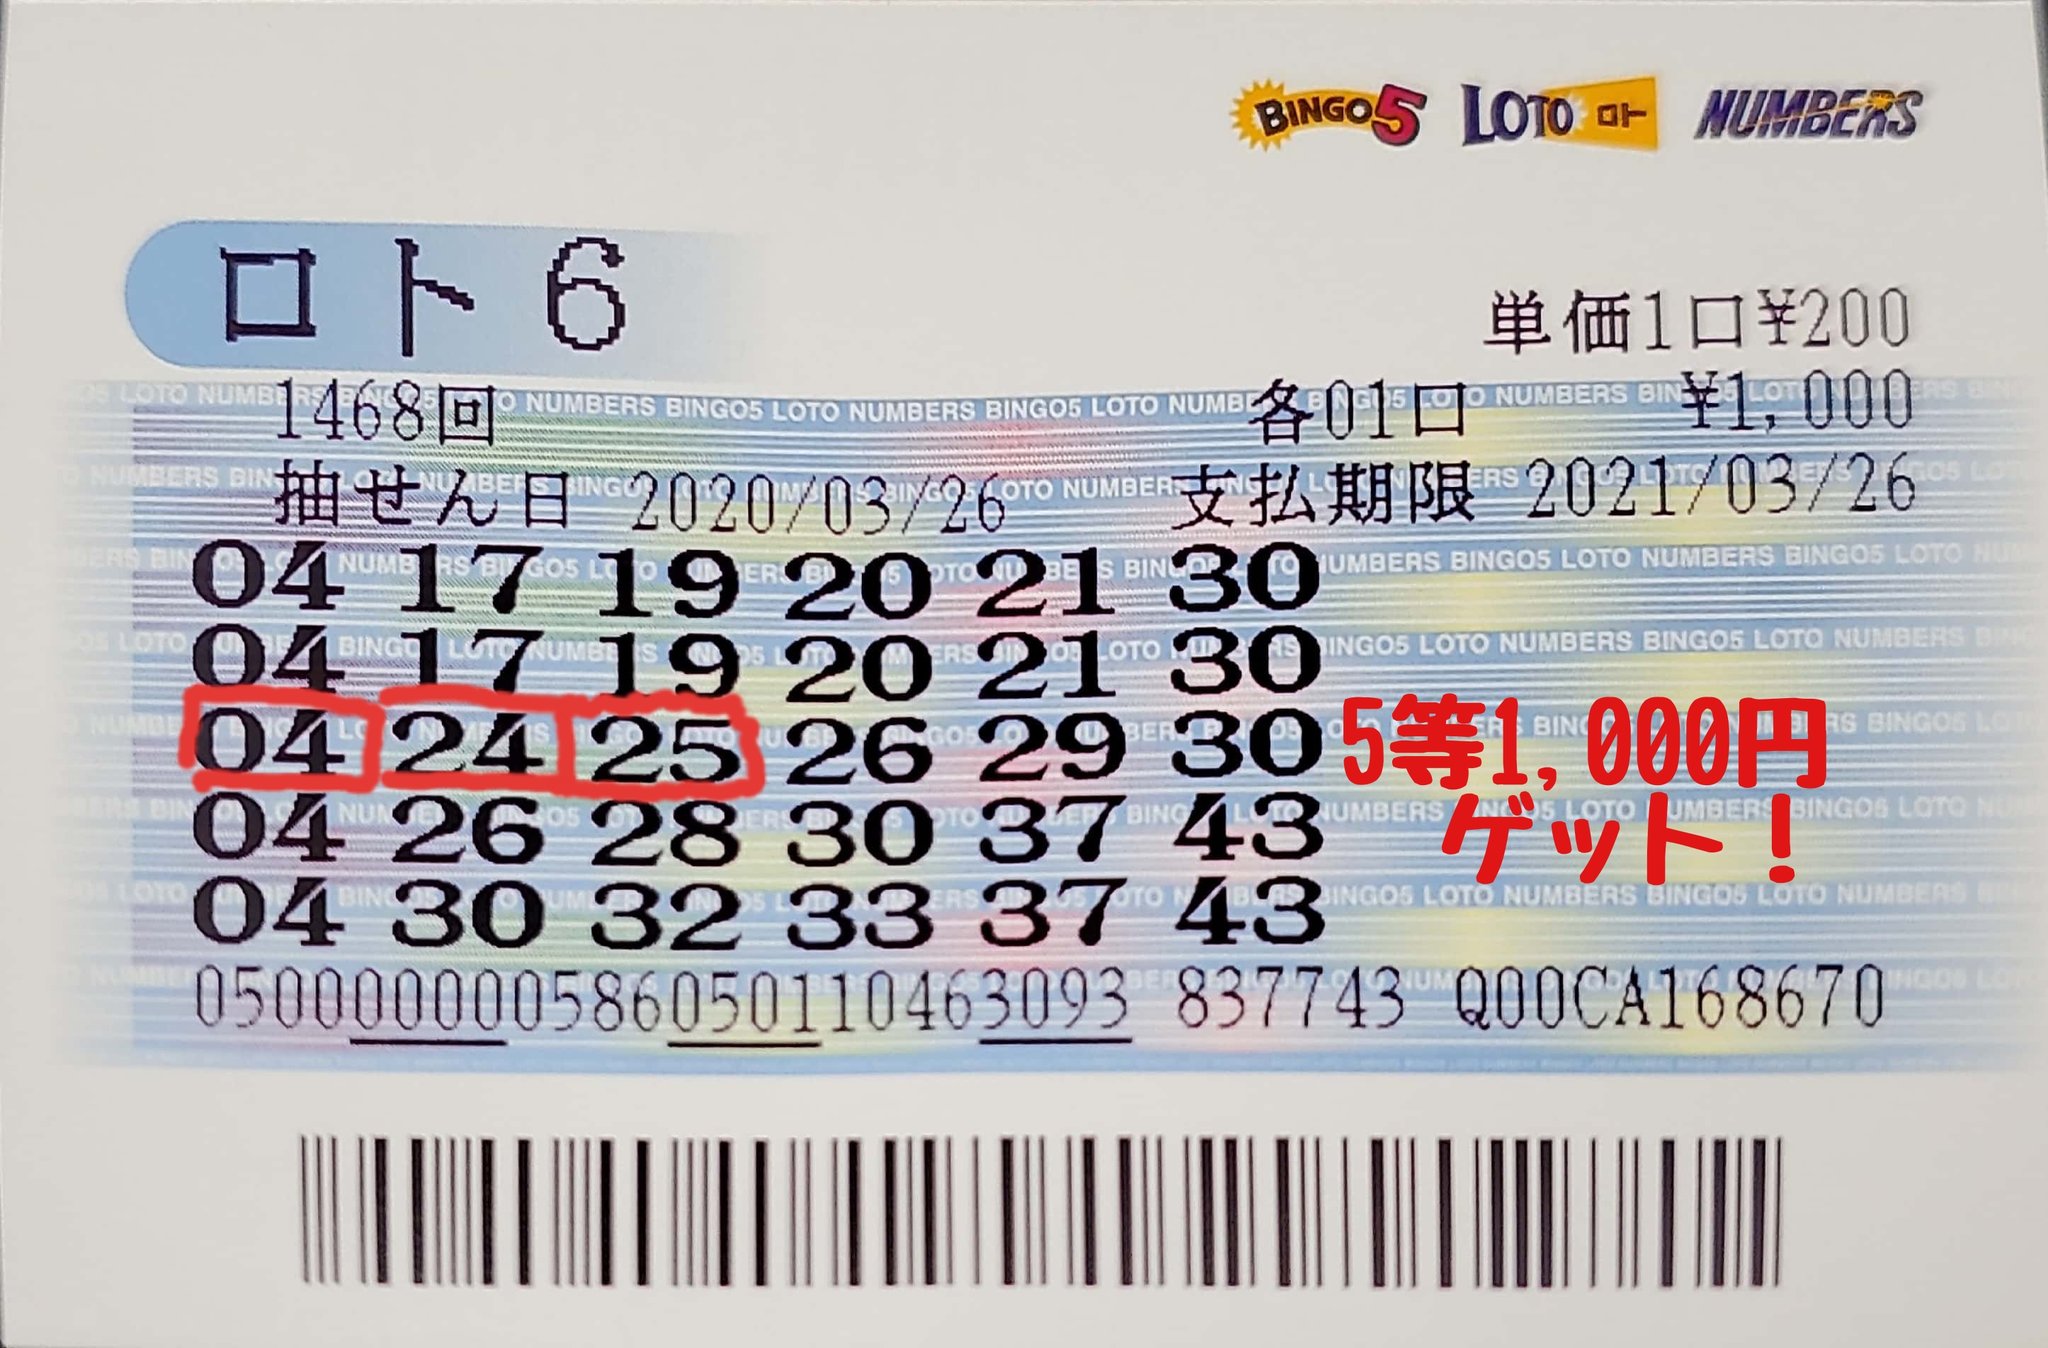 BINGO5 LOTO ロト NUMBERS
ロト6
単価1口¥200
1468回 各01口 ¥1,000
抽せん日 2020/03/26 支払期限 2021/03/26
04 17 19 20 21 30
04 17 19 20 21 30
04 24 25 26 29 30 5等1,000円
ゲット!
04 26 28 30 37 43
04 30 32 33 37 43
050000000586050110463093 837743 Q00CA168670